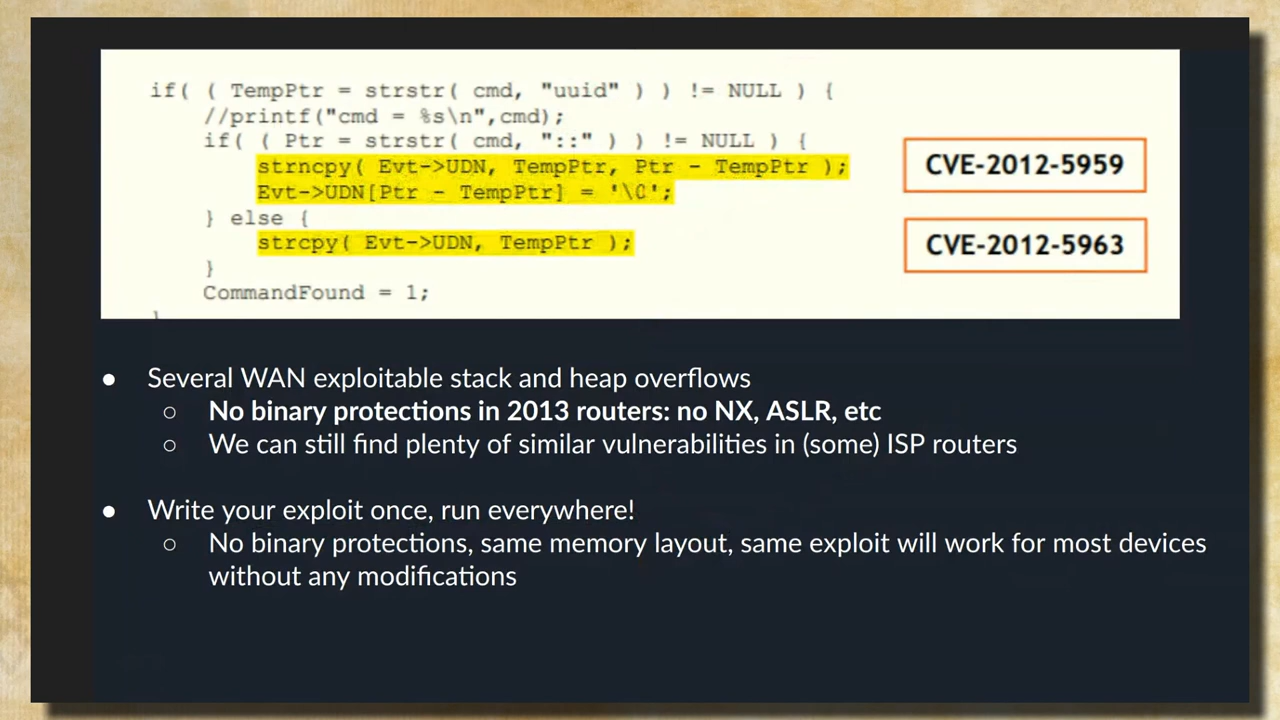 if( ( TempPtr = strstr( cmd, "uuid" ) ) != NULL ) {
//printf("cmd = %s\n",cmd);
if( ( Ptr = strstr( cmd, "::" ) ) != NULL ) {
strncpy( Evt->UDN, TempPtr, Ptr - TempPtr );
Evt->UDN[Ptr - TempPtr] = '\0';
} else {
strcpy( Evt->UDN, TempPtr );
}
CommandFound = 1;
}
CVE-2012-5959
CVE-2012-5963
● Several WAN exploitable stack and heap overflows
○ No binary protections in 2013 routers: no NX, ASLR, etc
○ We can still find plenty of similar vulnerabilities in (some) ISP routers
● Write your exploit once, run everywhere!
○ No binary protections, same memory layout, same exploit will work for most devices
without any modifications